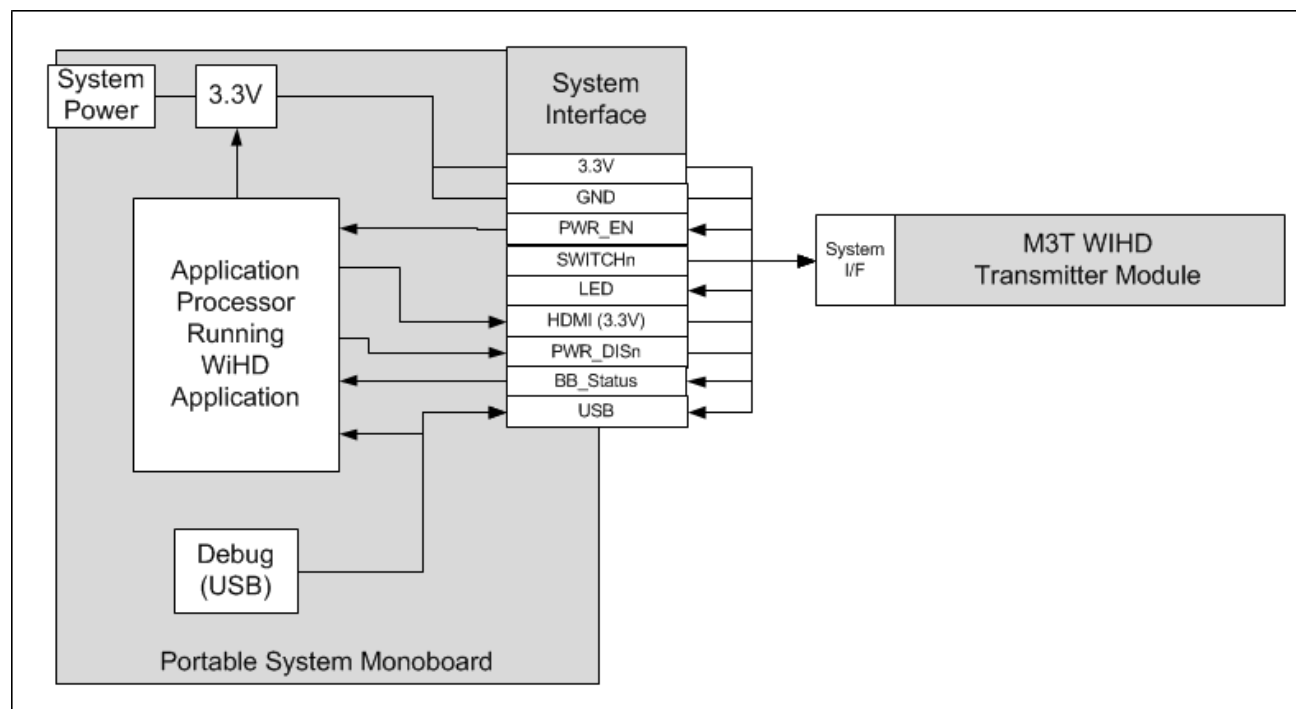 System
Power
3.3V
System
Interface
3.3V
GND
PWR_EN
SWITCHn
LED
HDMI (3.3V)
PWR_DISn
BB_Status
USB
Application
Processor
Running
WiHD
Application
Debug
(USB)
Portable System Monoboard
System
I/F
M3T WIHD
Transmitter Module